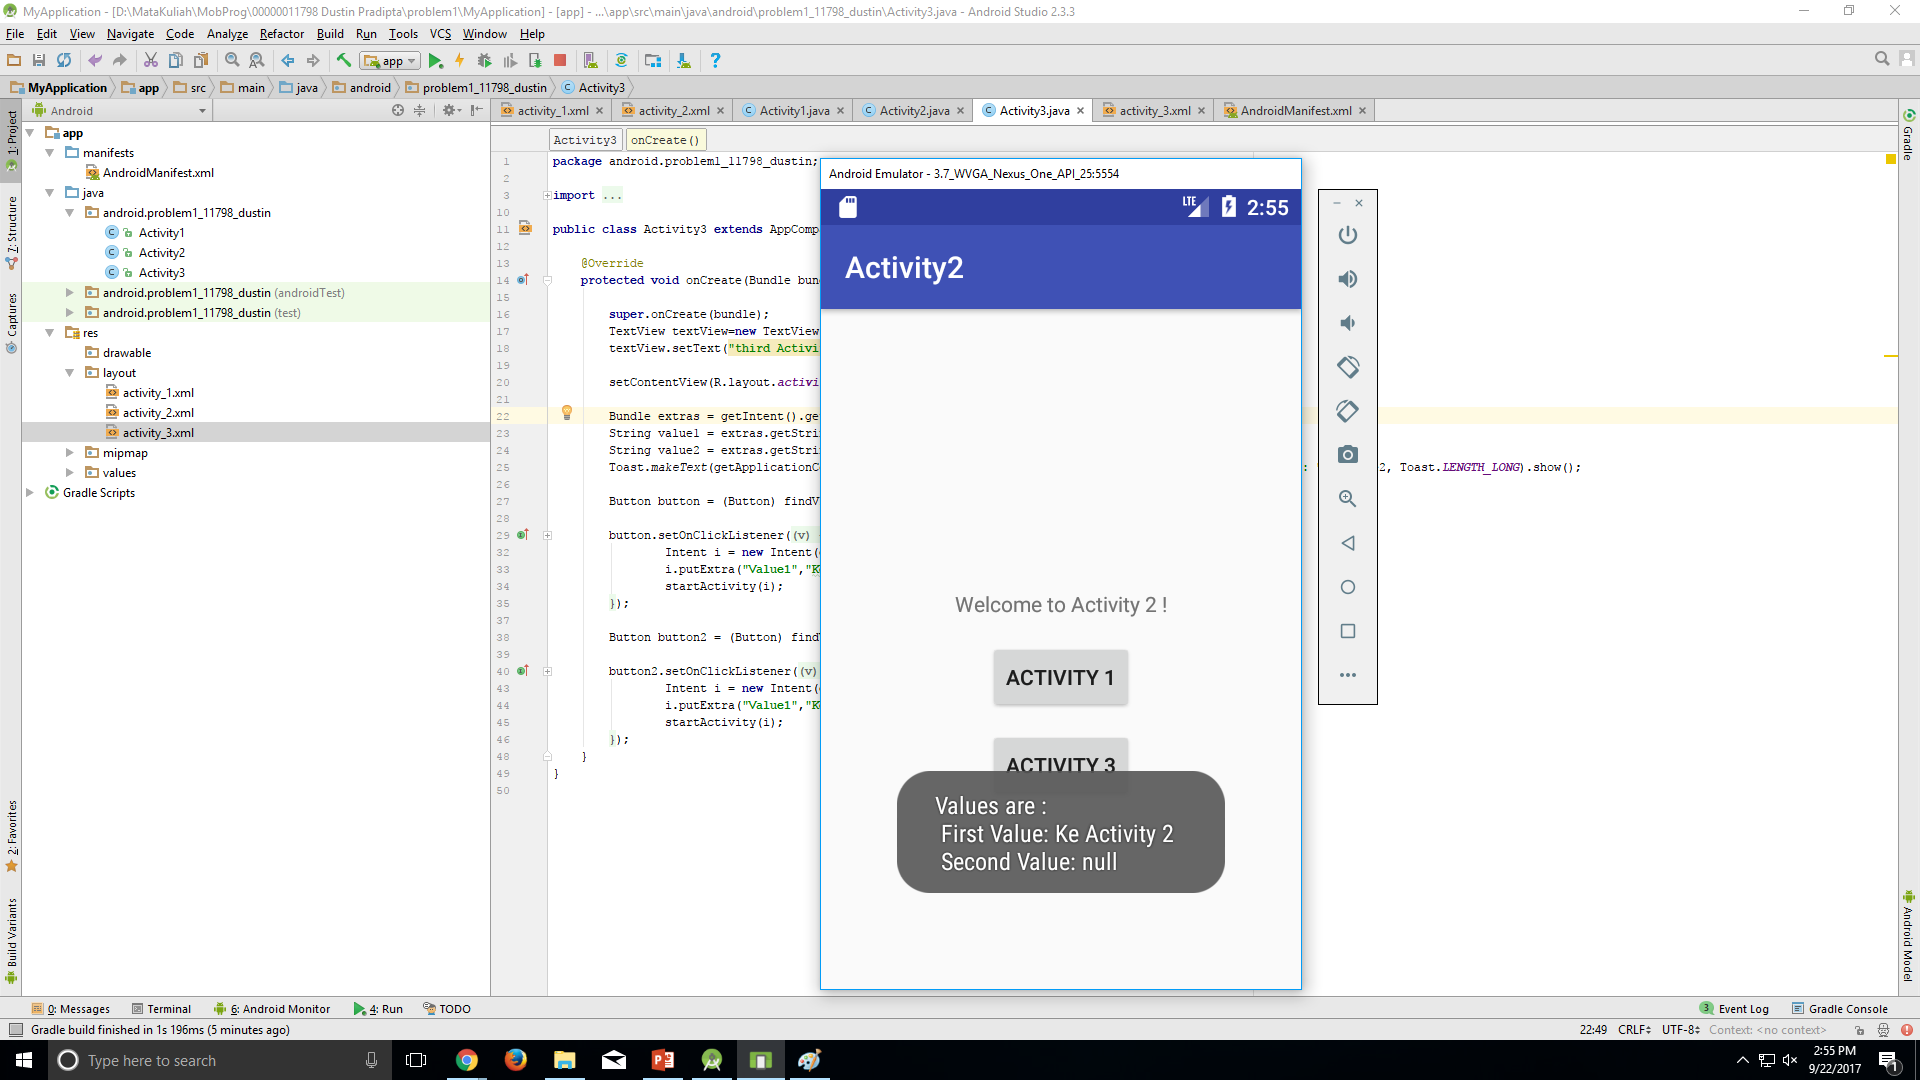 MyApplication - [D:\MataKuliah\MobProg\00000011798 Dustin Pradipta\problem1\MyApplication] - [app] - ...\app\src\main\java\android\problem1_11798_dustin\Activity3.java - Android Studio 2.3.3
File Edit View Navigate Code Analyze Refactor Build Run Tools VCS Window Help
app
MyApplication app src main java android problem1_11798_dustin Activity3
Android
activity_1.xml activity_2.xml Activity1.java Activity2.java Activity3.java activity_3.xml AndroidManifest.xml
1: Project
7: Structure
Captures
2: Favorites
Build Variants
Gradle
Android Model
app
manifests
AndroidManifest.xml
java
android.problem1_11798_dustin
Activity1
Activity2
Activity3
android.problem1_11798_dustin (androidTest)
android.problem1_11798_dustin (test)
res
drawable
layout
activity_1.xml
activity_2.xml
activity_3.xml
mipmap
values
Gradle Scripts
Activity3 onCreate()
1 package android.problem1_11798_dustin;
2
3 import ...
10
11 public class Activity3 extends AppComp
12
13 @Override
14 protected void onCreate(Bundle bun
15
16 super.onCreate(bundle);
17 TextView textView=new TextView
18 textView.setText("third Activi
19
20 setContentView(R.layout.activi
21
22 Bundle extras = getIntent().ge
23 String value1 = extras.getStri
24 String value2 = extras.getStri
25 Toast.makeText(getApplicationC : 2, Toast.LENGTH_LONG).show();
26
27 Button button = (Button) findV
28
29 button.setOnClickListener((v)
32 Intent i = new Intent(
33 i.putExtra("Value1","K
34 startActivity(i);
35 });
37
38 Button button2 = (Button) find
39
40 button2.setOnClickListener((v)
43 Intent i = new Intent(
44 i.putExtra("Value1","K
45 startActivity(i);
46 });
48 }
49 }
50
Android Emulator - 3.7_WVGA_Nexus_One_API_25:5554
LTE 2:55
Activity2
Welcome to Activity 2 !
ACTIVITY 1
ACTIVITY 3
Values are :
First Value: Ke Activity 2
Second Value: null
0: Messages Terminal 6: Android Monitor 4: Run TODO 3 Event Log Gradle Console
Gradle build finished in 1s 196ms (5 minutes ago) 22:49 CRLF UTF-8 Context: <no context>
Type here to search
2:55 PM
9/22/2017
1